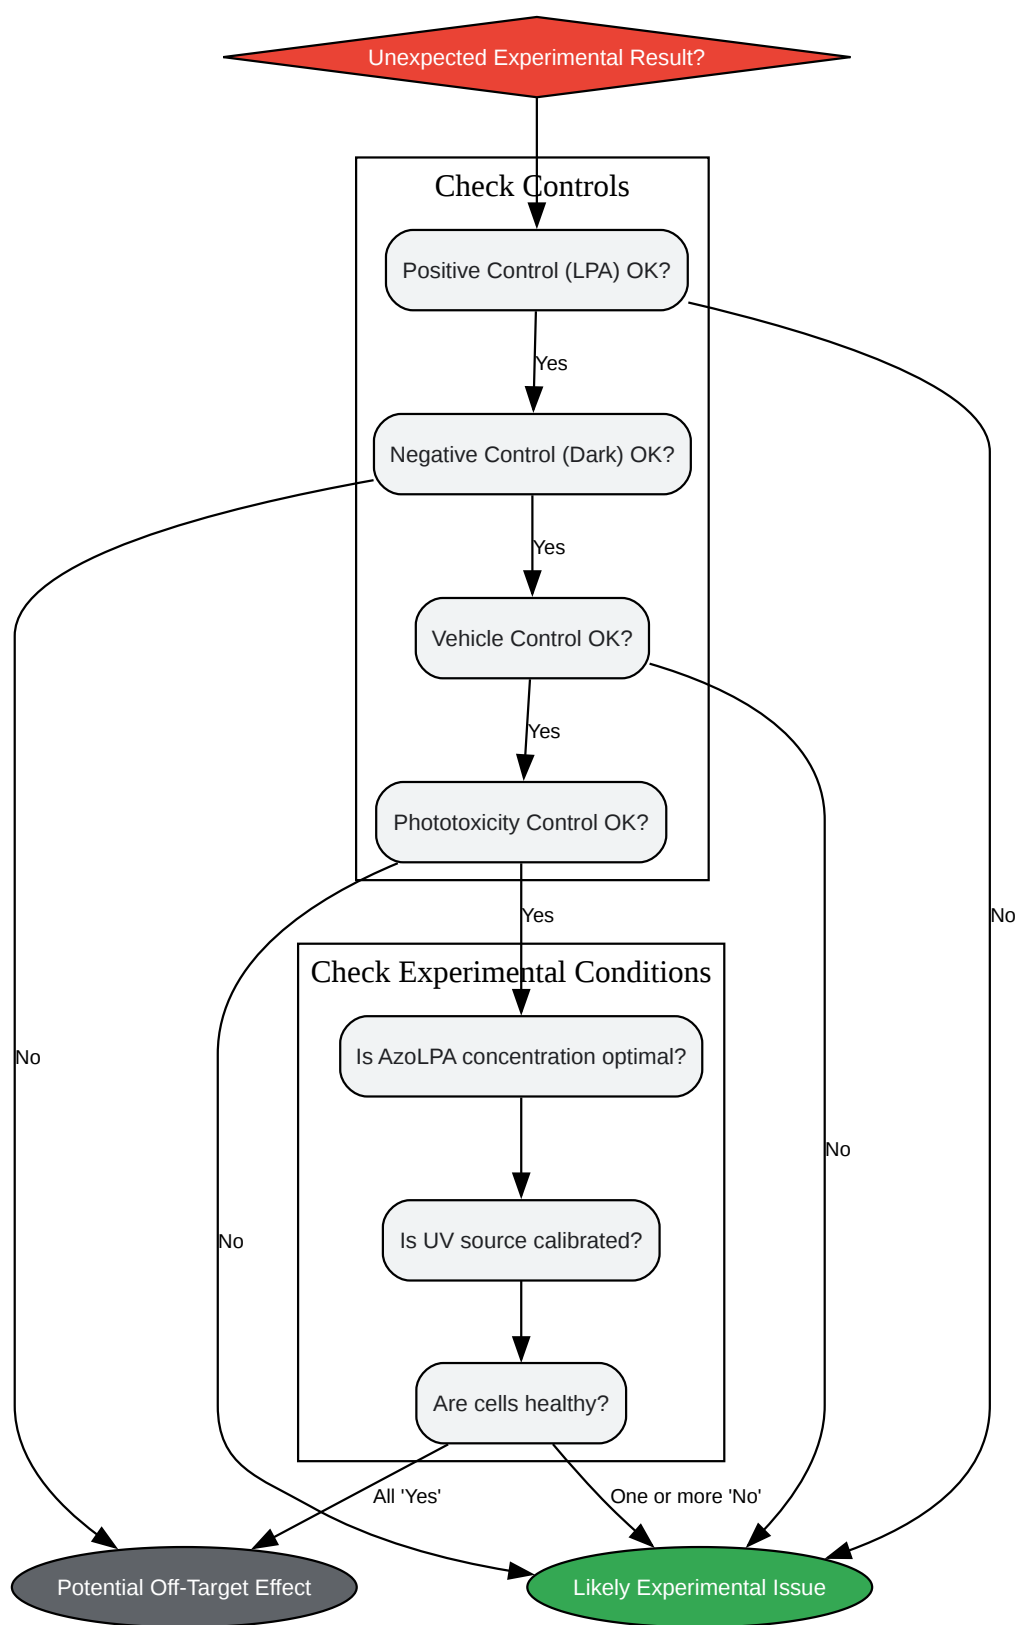 Unexpected Experimental Result?
Check Controls
Positive Control (LPA) OK?
Yes
Negative Control (Dark) OK?
Yes
Vehicle Control OK?
Yes
Phototoxicity Control OK?
Yes
No
Check Experimental Conditions
Is AzoLPA concentration optimal?
No
No
Is UV source calibrated?
No
Are cells healthy?
All 'Yes'
One or more 'No'
Potential Off-Target Effect
Likely Experimental Issue